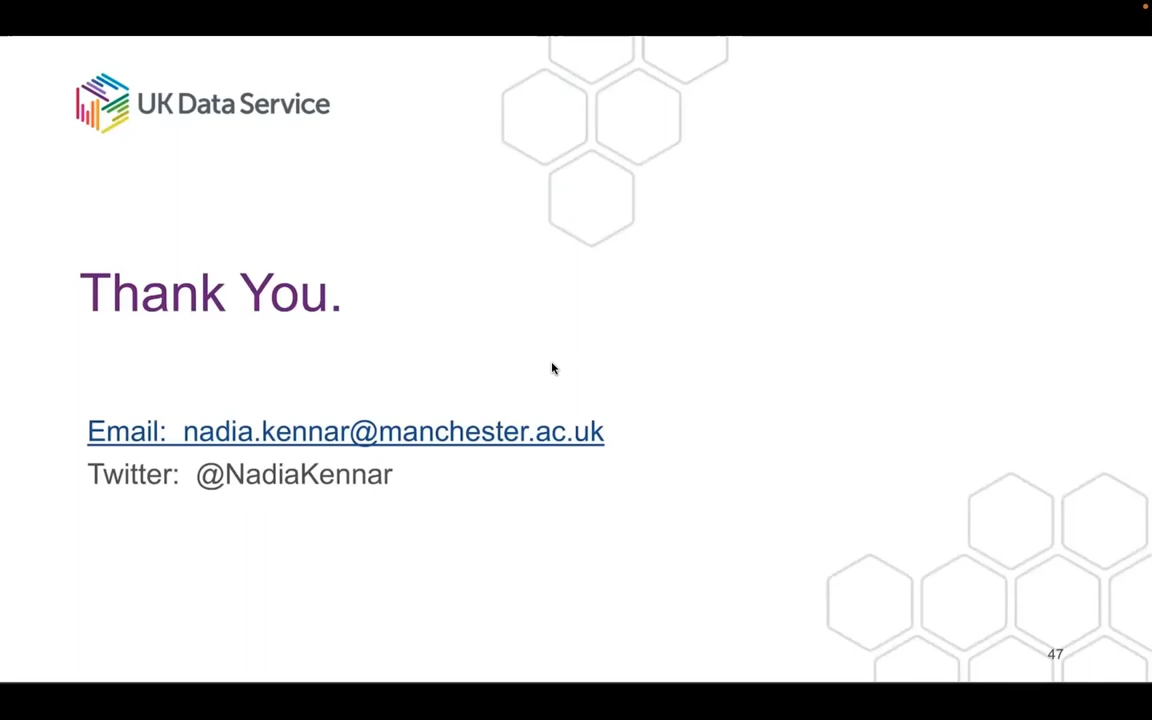 UK Data Service
Thank You.
Email:  nadia.kennar@manchester.ac.uk
Twitter:  @NadiaKennar
47